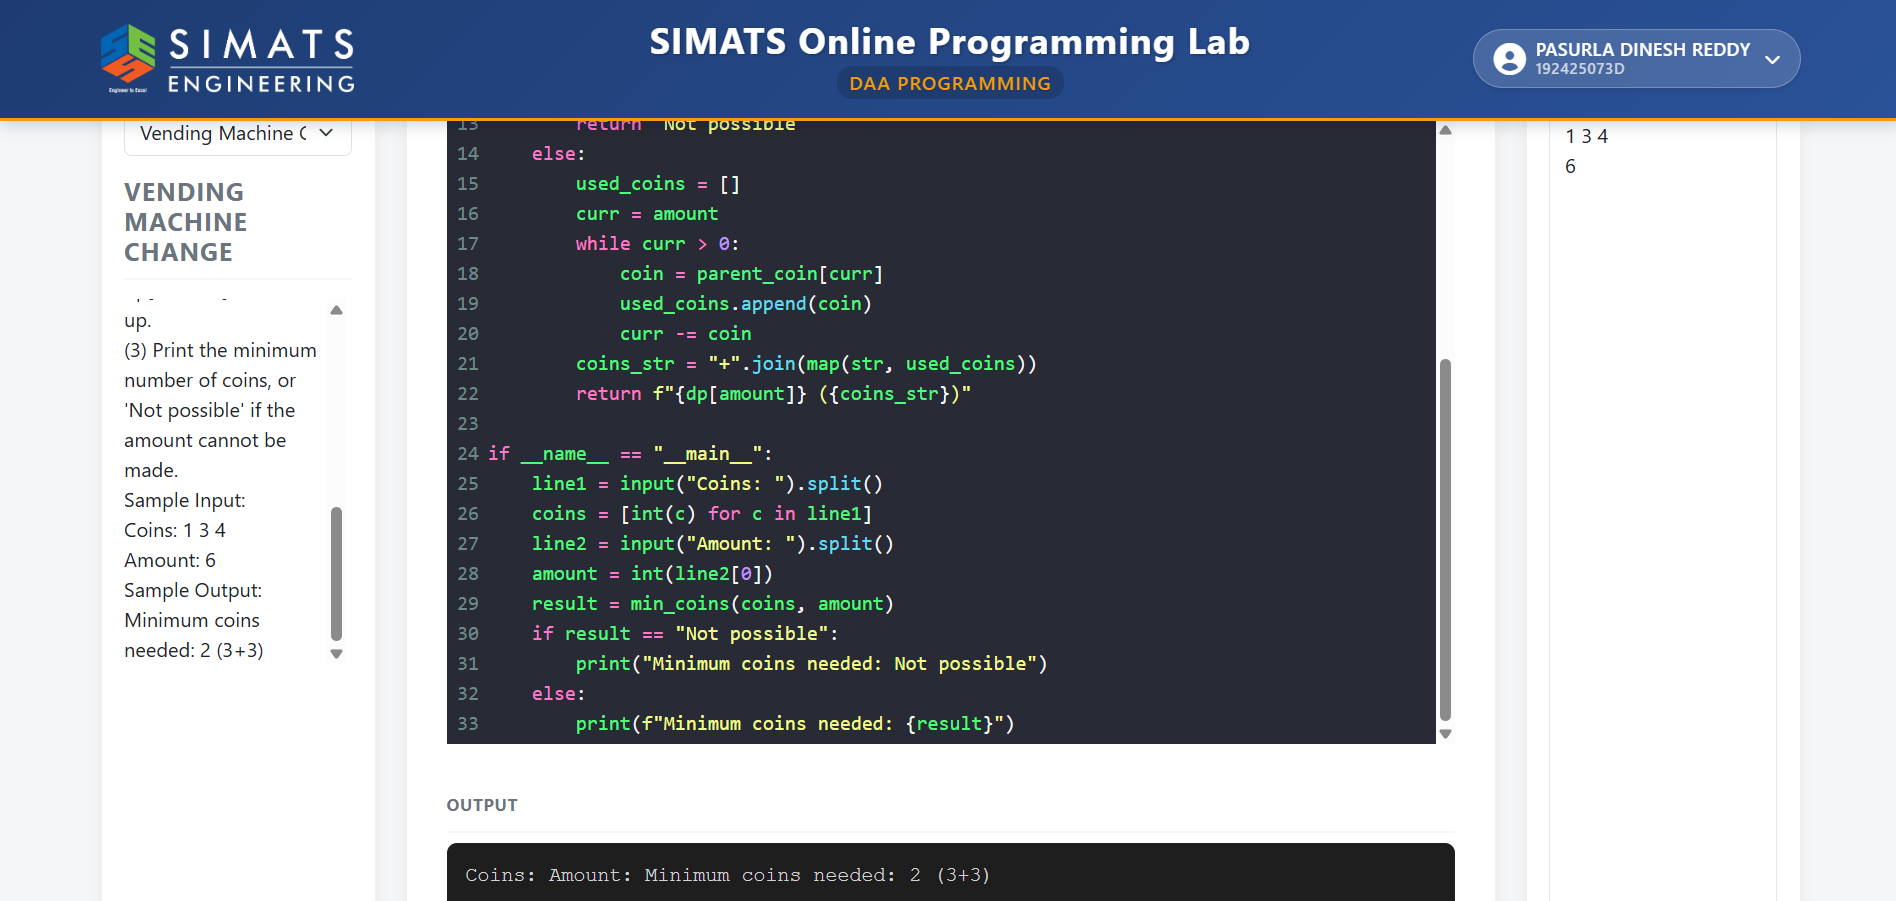 SIMATS
ENGINEERING
Engineer to Excel
SIMATS Online Programming Lab
DAA PROGRAMMING
PASURLA DINESH REDDY
192425073D
Vending Machine C
VENDING
MACHINE
CHANGE
up.
(3) Print the minimum
number of coins, or
'Not possible' if the
amount cannot be
made.
Sample Input:
Coins: 1 3 4
Amount: 6
Sample Output:
Minimum coins
needed: 2 (3+3)
13         return "Not possible"
14     else:
15         used_coins = []
16         curr = amount
17         while curr > 0:
18             coin = parent_coin[curr]
19             used_coins.append(coin)
20             curr -= coin
21         coins_str = "+".join(map(str, used_coins))
22         return f"{dp[amount]} ({coins_str})"
23
24 if __name__ == "__main__":
25     line1 = input("Coins: ").split()
26     coins = [int(c) for c in line1]
27     line2 = input("Amount: ").split()
28     amount = int(line2[0])
29     result = min_coins(coins, amount)
30     if result == "Not possible":
31         print("Minimum coins needed: Not possible")
32     else:
33         print(f"Minimum coins needed: {result}")
OUTPUT
Coins: Amount: Minimum coins needed: 2 (3+3)
1 3 4
6